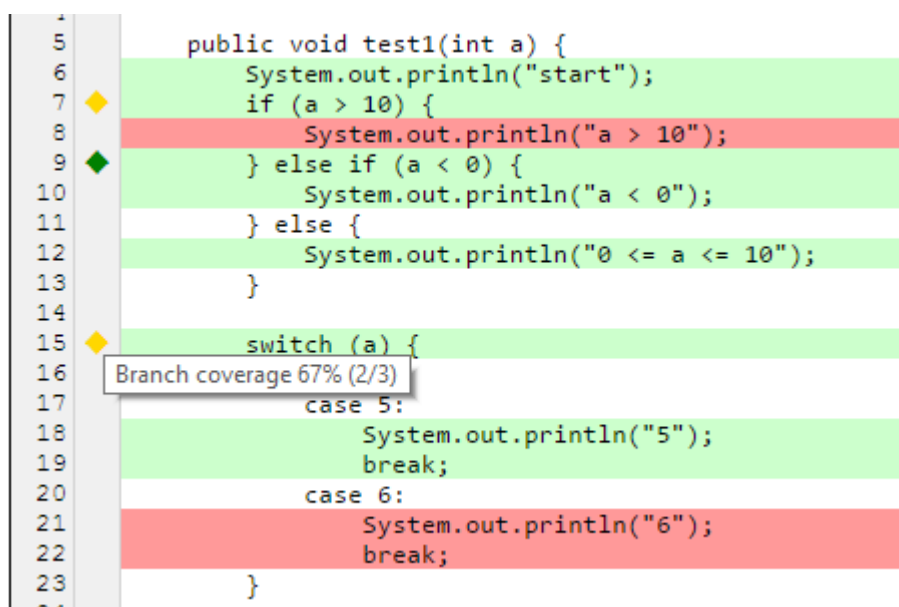 5 public void test1(int a) {
6 System.out.println("start");
7 if (a > 10) {
8 System.out.println("a > 10");
9 } else if (a < 0) {
10 System.out.println("a < 0");
11 } else {
12 System.out.println("0 <= a <= 10");
13 }
14
15 switch (a) {
16 Branch coverage 67% (2/3)
17 case 5:
18 System.out.println("5");
19 break;
20 case 6:
21 System.out.println("6");
22 break;
23 }